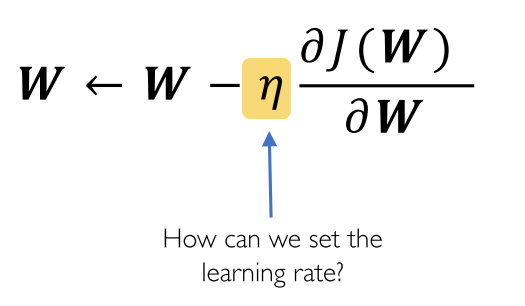 W ← W − η ∂J(W) / ∂W
How can we set the
learning rate?